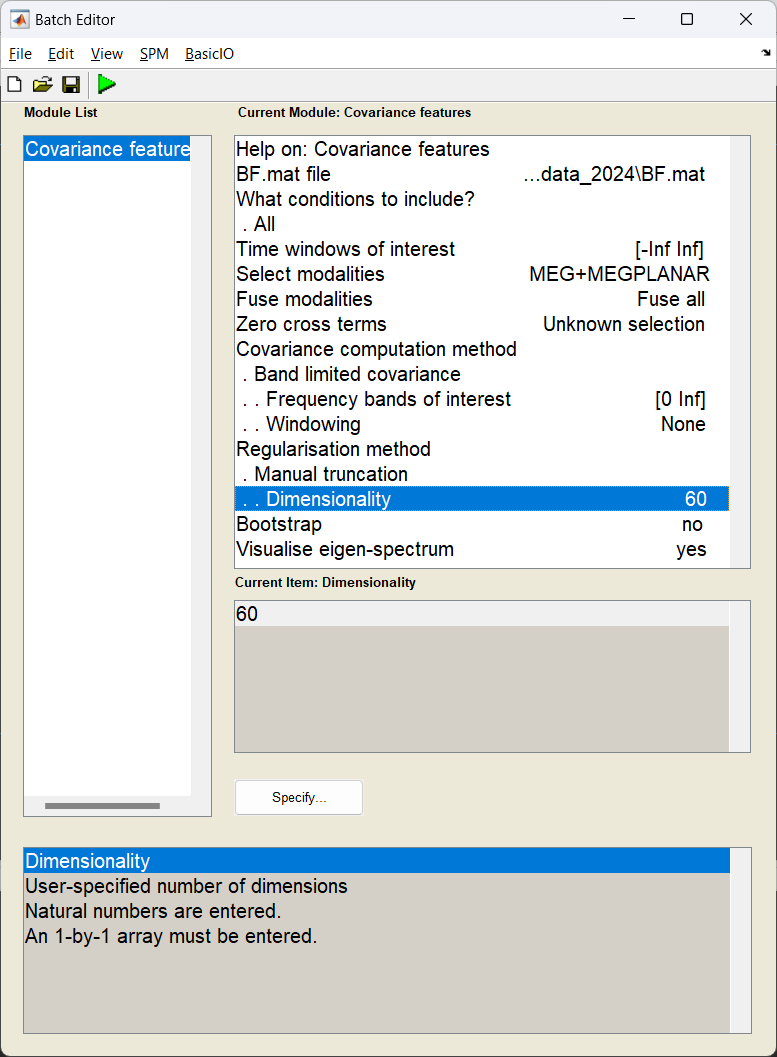 Batch Editor
File Edit View SPM BasicIO
Module List
Current Module: Covariance features
Covariance feature
Help on: Covariance features
BF.mat file ...data_2024\BF.mat
What conditions to include?
. All
Time windows of interest [-Inf Inf]
Select modalities MEG+MEGPLANAR
Fuse modalities Fuse all
Zero cross terms Unknown selection
Covariance computation method
. Band limited covariance
. . Frequency bands of interest [0 Inf]
. . Windowing None
Regularisation method
. Manual truncation
. . Dimensionality 60
Bootstrap no
Visualise eigen-spectrum yes
Current Item: Dimensionality
60
Specify...
Dimensionality
User-specified number of dimensions
Natural numbers are entered.
An 1-by-1 array must be entered.